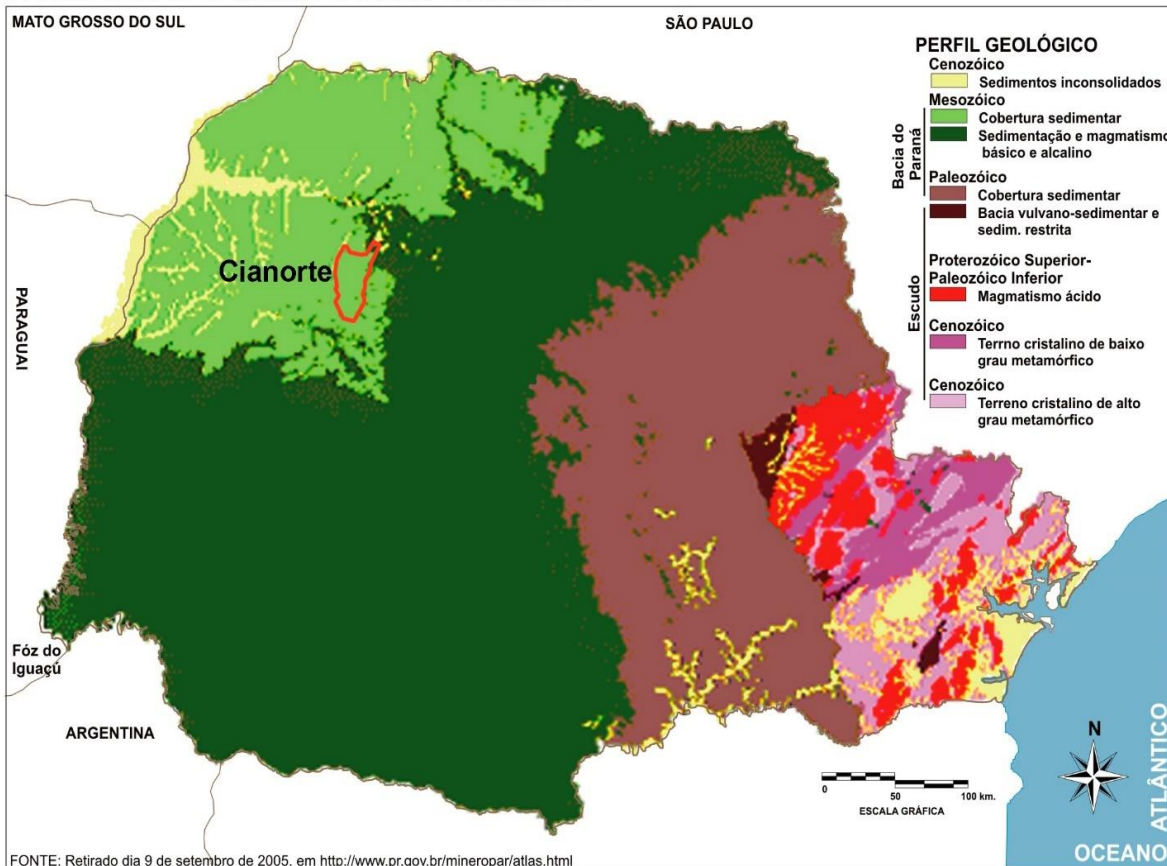 MATO GROSSO DO SUL
SÃO PAULO
PERFIL GEOLÓGICO
Cenozóico
Sedimentos inconsolidados
Mesozóico
Cobertura sedimentar
Sedimentação e magmatismo
básico e alcalino
Bacia do
Paraná
Paleozóico
Cobertura sedimentar
Bacia vulvano-sedimentar e
sedim. restrita
Escudo
Proterozóico Superior-
Paleozóico Inferior
Magmatismo ácido
Cenozóico
Terrno cristalino de baixo
grau metamórfico
Cenozóico
Terreno cristalino de alto
grau metamórfico
Cianorte
PARAGUAI
Fóz do
Iguaçú
ARGENTINA
N
0 50 100 km.
ESCALA GRÁFICA
OCEANO ATLÂNTICO
FONTE: Retirado dia 9 de setembro de 2005, em http://www.pr.gov.br/mineropar/atlas.html